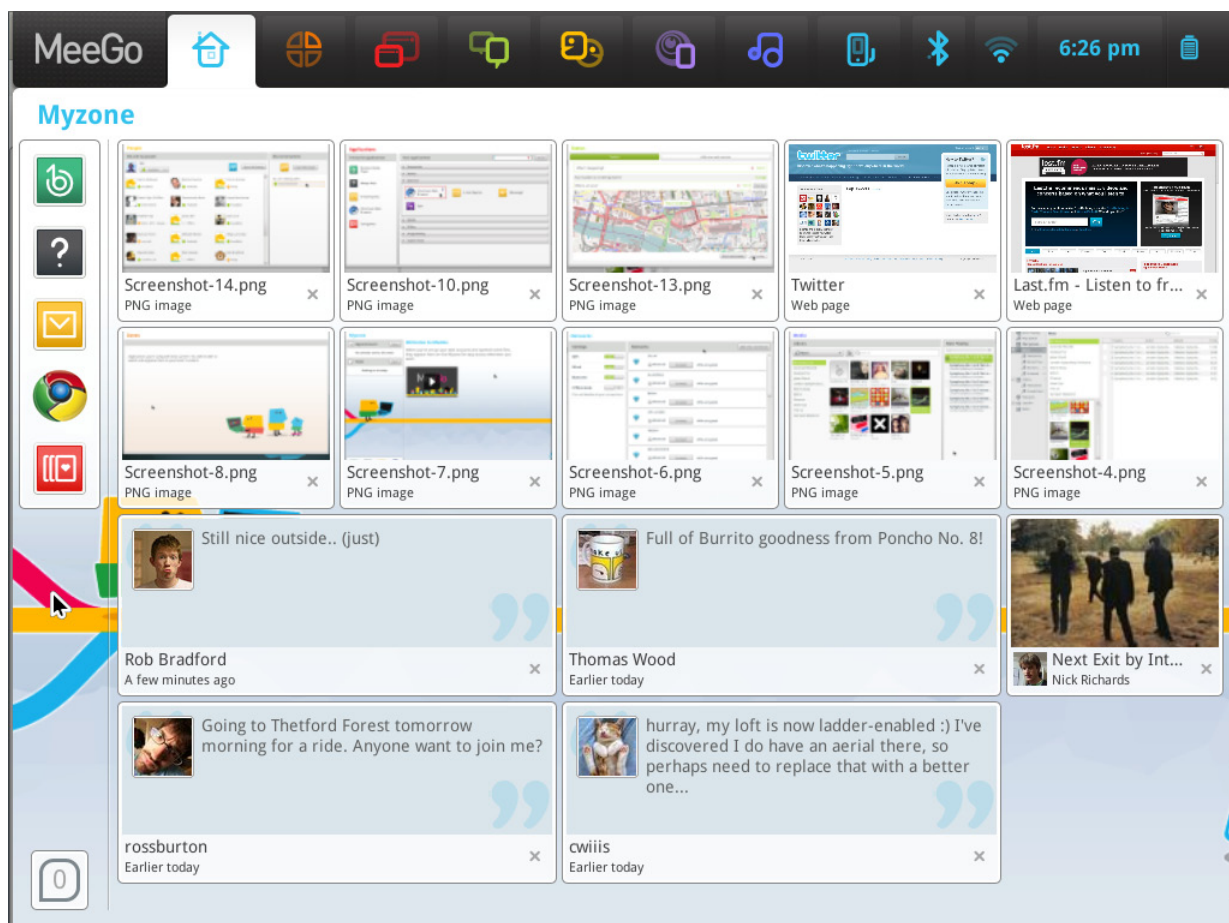 MeeGo
6:26 pm
Myzone
twitter
last.fm
Screenshot-14.png
PNG image
Screenshot-10.png
PNG image
Screenshot-13.png
PNG image
Twitter
Web page
Last.fm - Listen to fr...
Web page
Screenshot-8.png
PNG image
Screenshot-7.png
PNG image
Screenshot-6.png
PNG image
Screenshot-5.png
PNG image
Screenshot-4.png
PNG image
Still nice outside.. (just)
Rob Bradford
A few minutes ago
Full of Burrito goodness from Poncho No. 8!
Thomas Wood
Earlier today
Next Exit by Int...
Nick Richards
Going to Thetford Forest tomorrow
morning for a ride. Anyone want to join me?
rossburton
Earlier today
hurray, my loft is now ladder-enabled :) I've
discovered I do have an aerial there, so
perhaps need to replace that with a better
one...
cwiiis
Earlier today
0